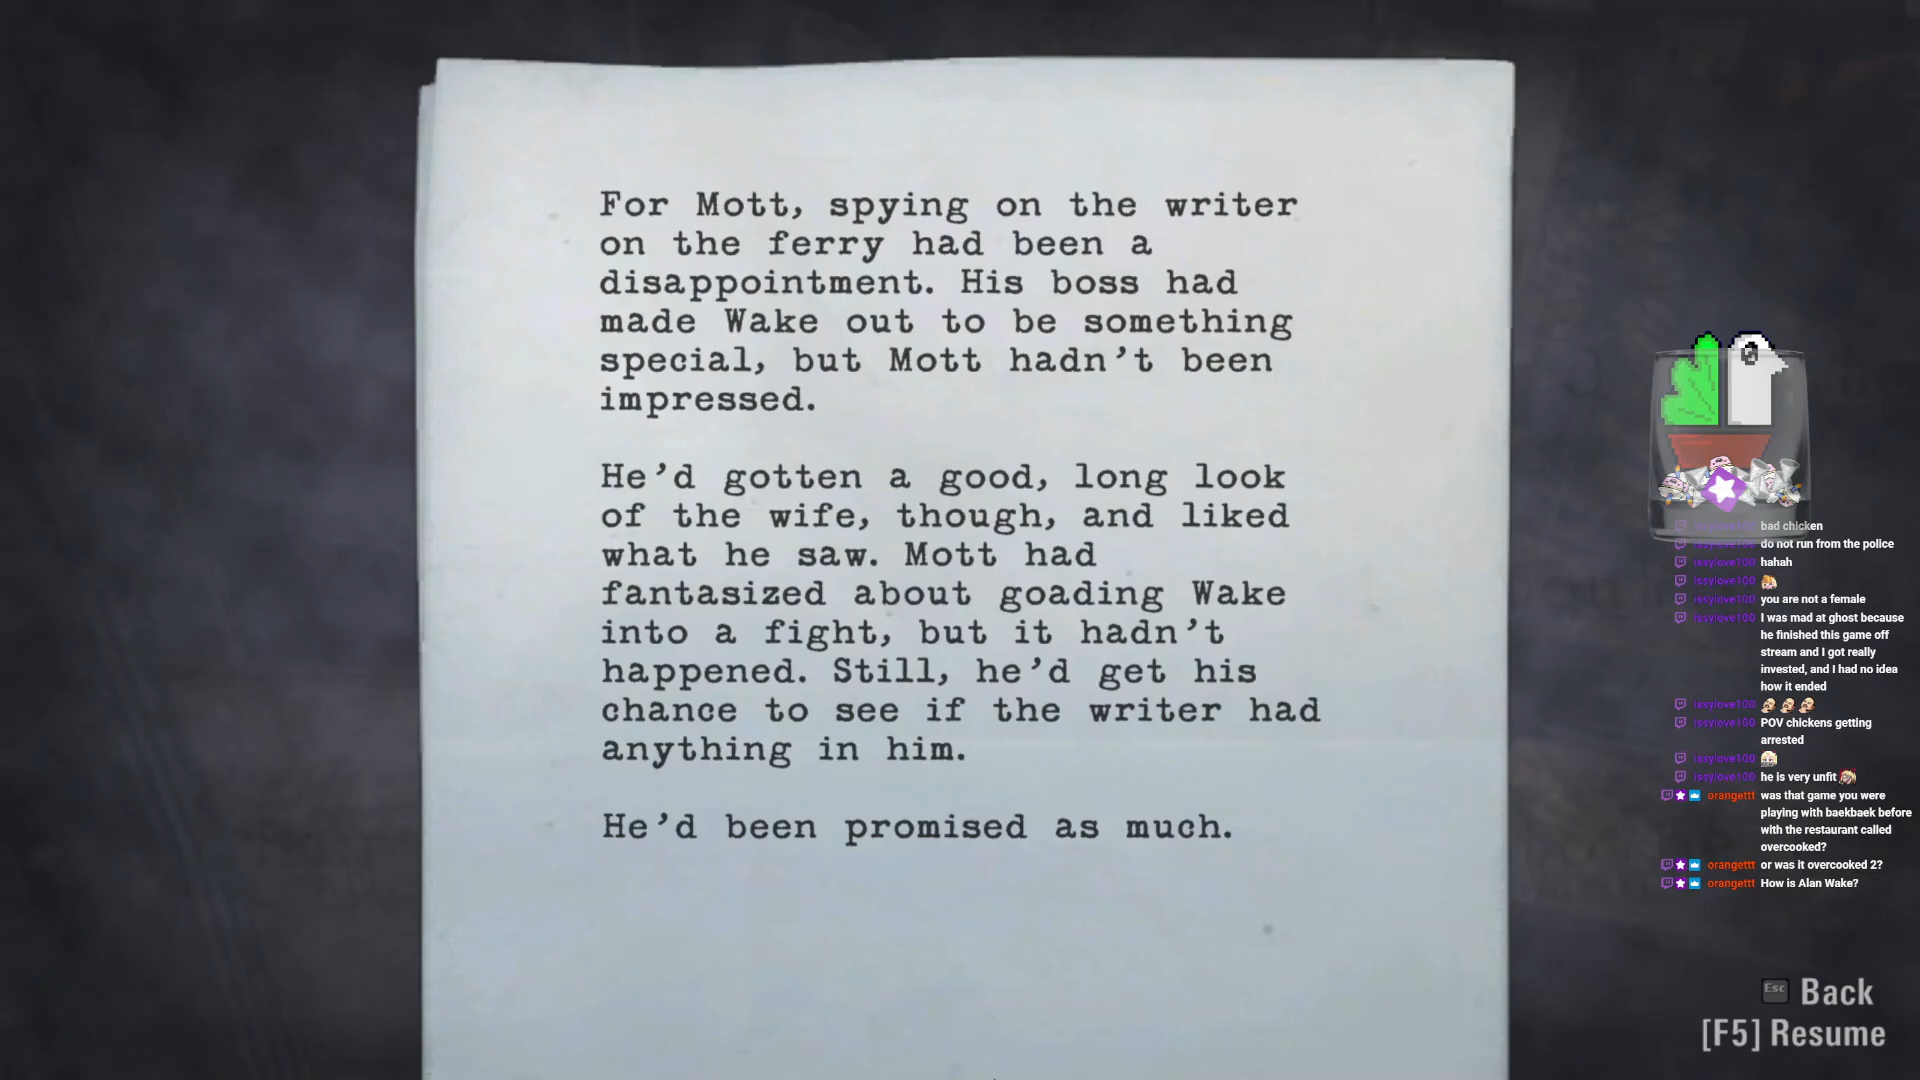 For Mott, spying on the writer
on the ferry had been a
disappointment. His boss had
made Wake out to be something
special, but Mott hadn't been
impressed.
He'd gotten a good, long look
of the wife, though, and liked
what he saw. Mott had
fantasized about goading Wake
into a fight, but it hadn't
happened. Still, he'd get his
chance to see if the writer had
anything in him.
He'd been promised as much.
issylove100 bad chicken
issylove100 do not run from the police
issylove100 hahah
issylove100
issylove100 you are not a female
issylove100 I was mad at ghost because
he finished this game off
stream and I got really
invested, and I had no idea
how it ended
issylove100
issylove100 POV chickens getting
arrested
issylove100
issylove100 he is very unfit
orangettt was that game you were
playing with baekbaek before
with the restaurant called
overcooked?
orangettt or was it overcooked 2?
orangettt How is Alan Wake?
Esc Back
[F5] Resume